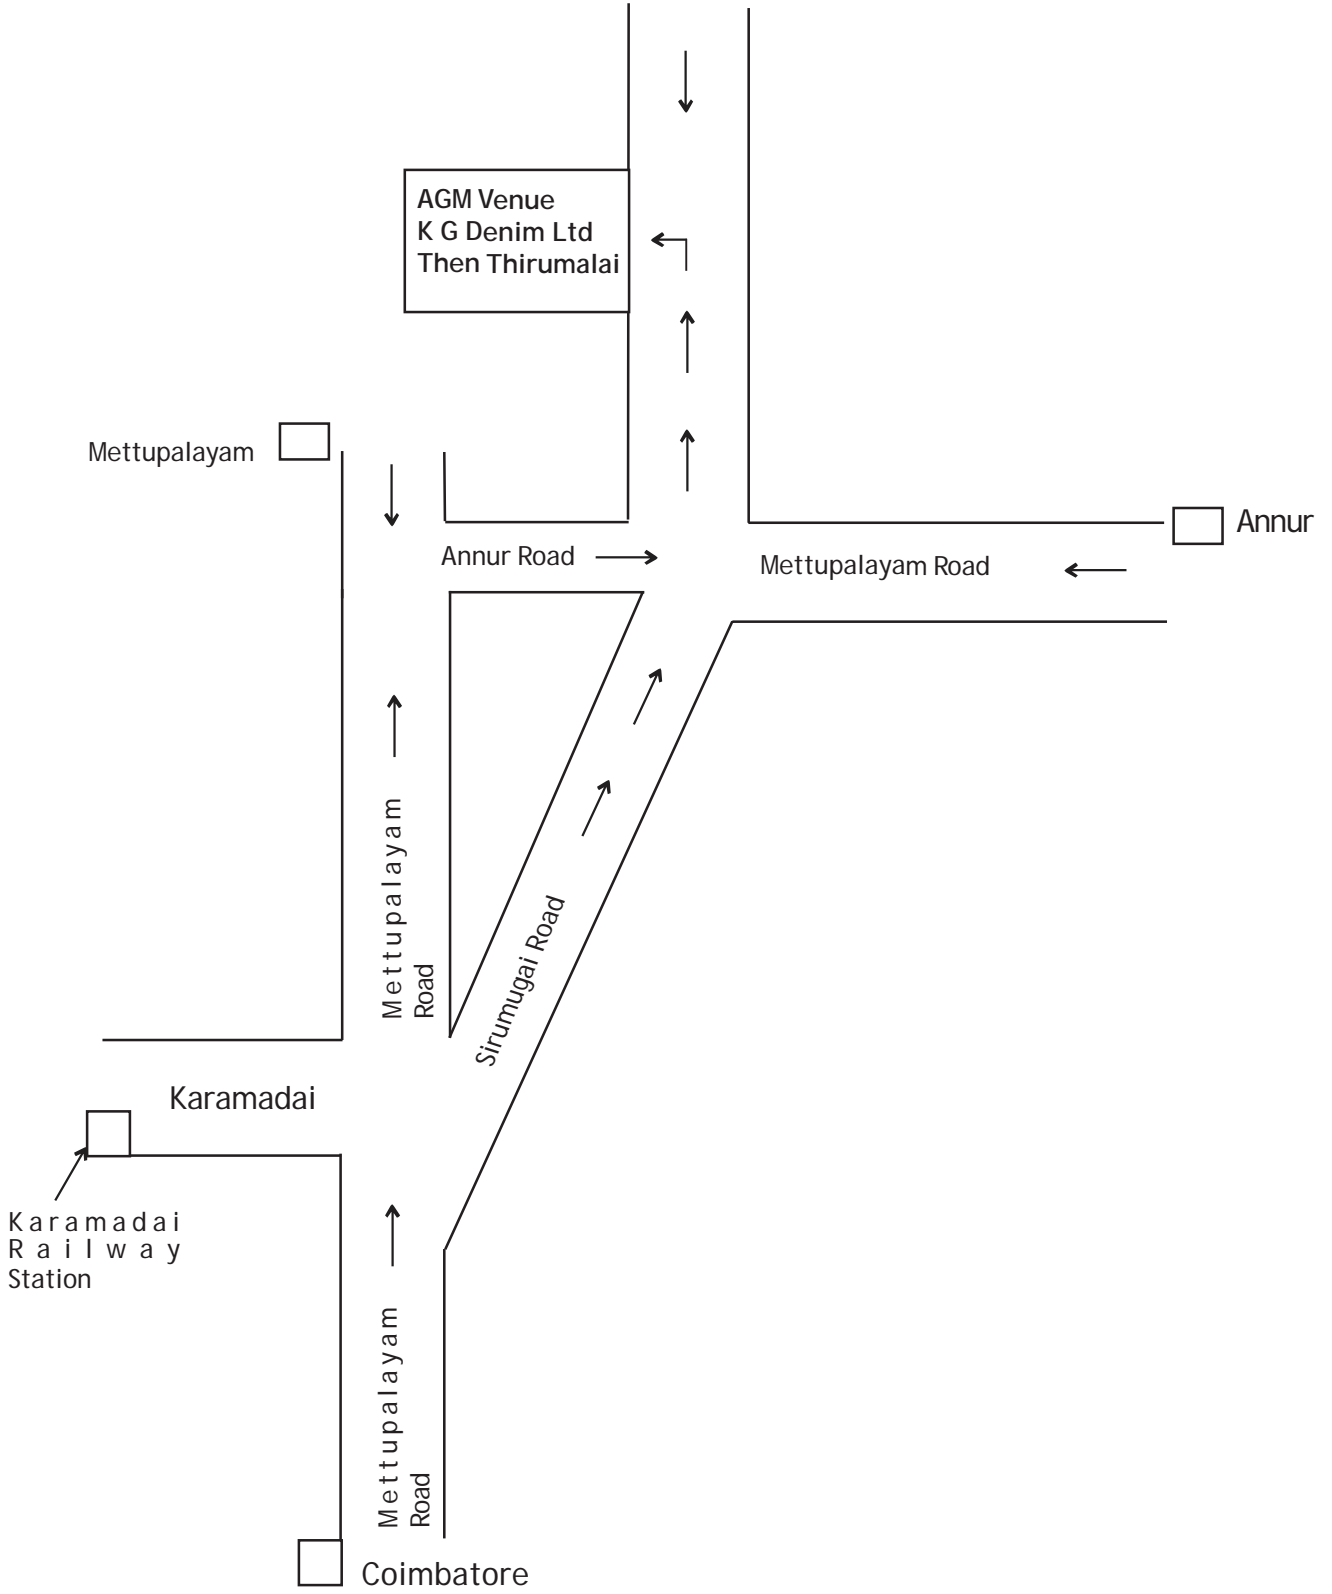 AGM Venue
K G Denim Ltd
Then Thirumalai
Mettupalayam
Annur
Annur Road
Mettupalayam Road
Mettupalayam
Road
Sirumugai Road
Karamadai
Karamadai
Railway
Station
Mettupalayam
Road
Coimbatore